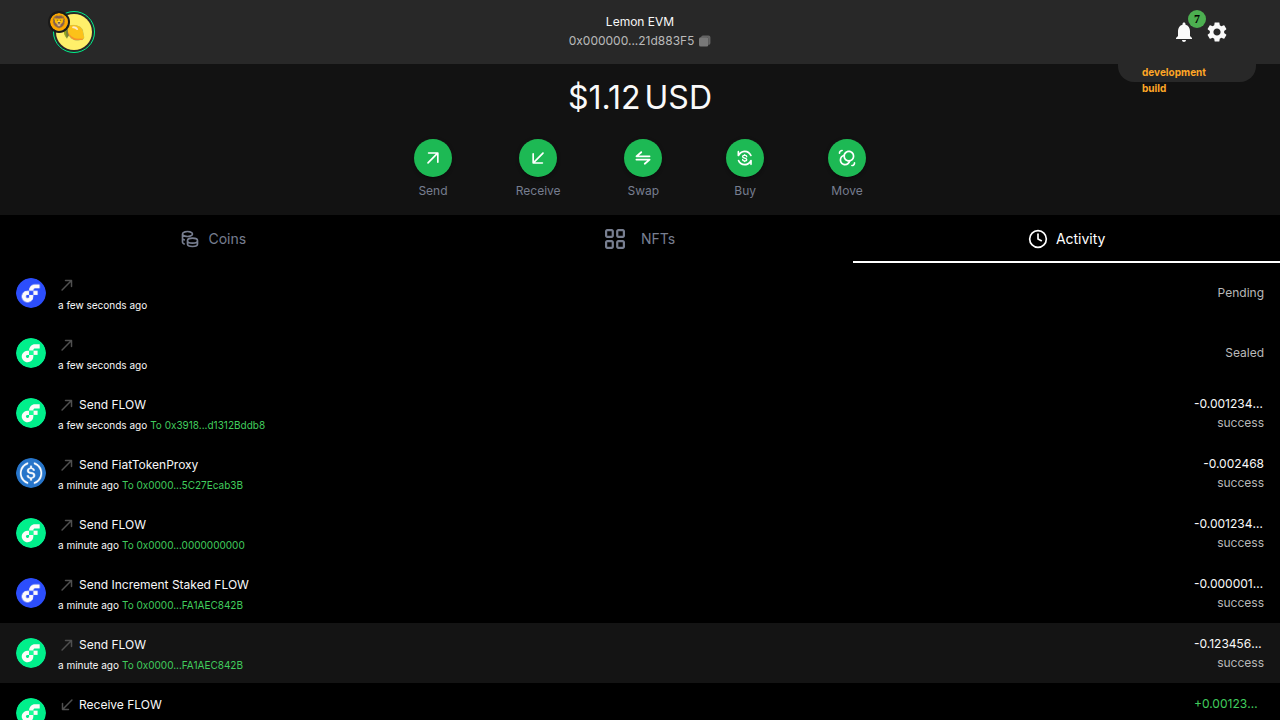 Lemon EVM
0x000000...21d883F5
7
development
build
$1.12 USD
Send
Receive
Swap
Buy
Move
Coins
NFTs
Activity
a few seconds ago
Pending
a few seconds ago
Sealed
Send FLOW
-0.001234...
a few seconds ago To 0x3918...d1312Bddb8
success
Send FiatTokenProxy
-0.002468
a minute ago To 0x0000...5C27Ecab3B
success
Send FLOW
-0.001234...
a minute ago To 0x0000...0000000000
success
Send Increment Staked FLOW
-0.000001...
a minute ago To 0x0000...FA1AEC842B
success
Send FLOW
-0.123456...
a minute ago To 0x0000...FA1AEC842B
success
Receive FLOW
+0.00123...